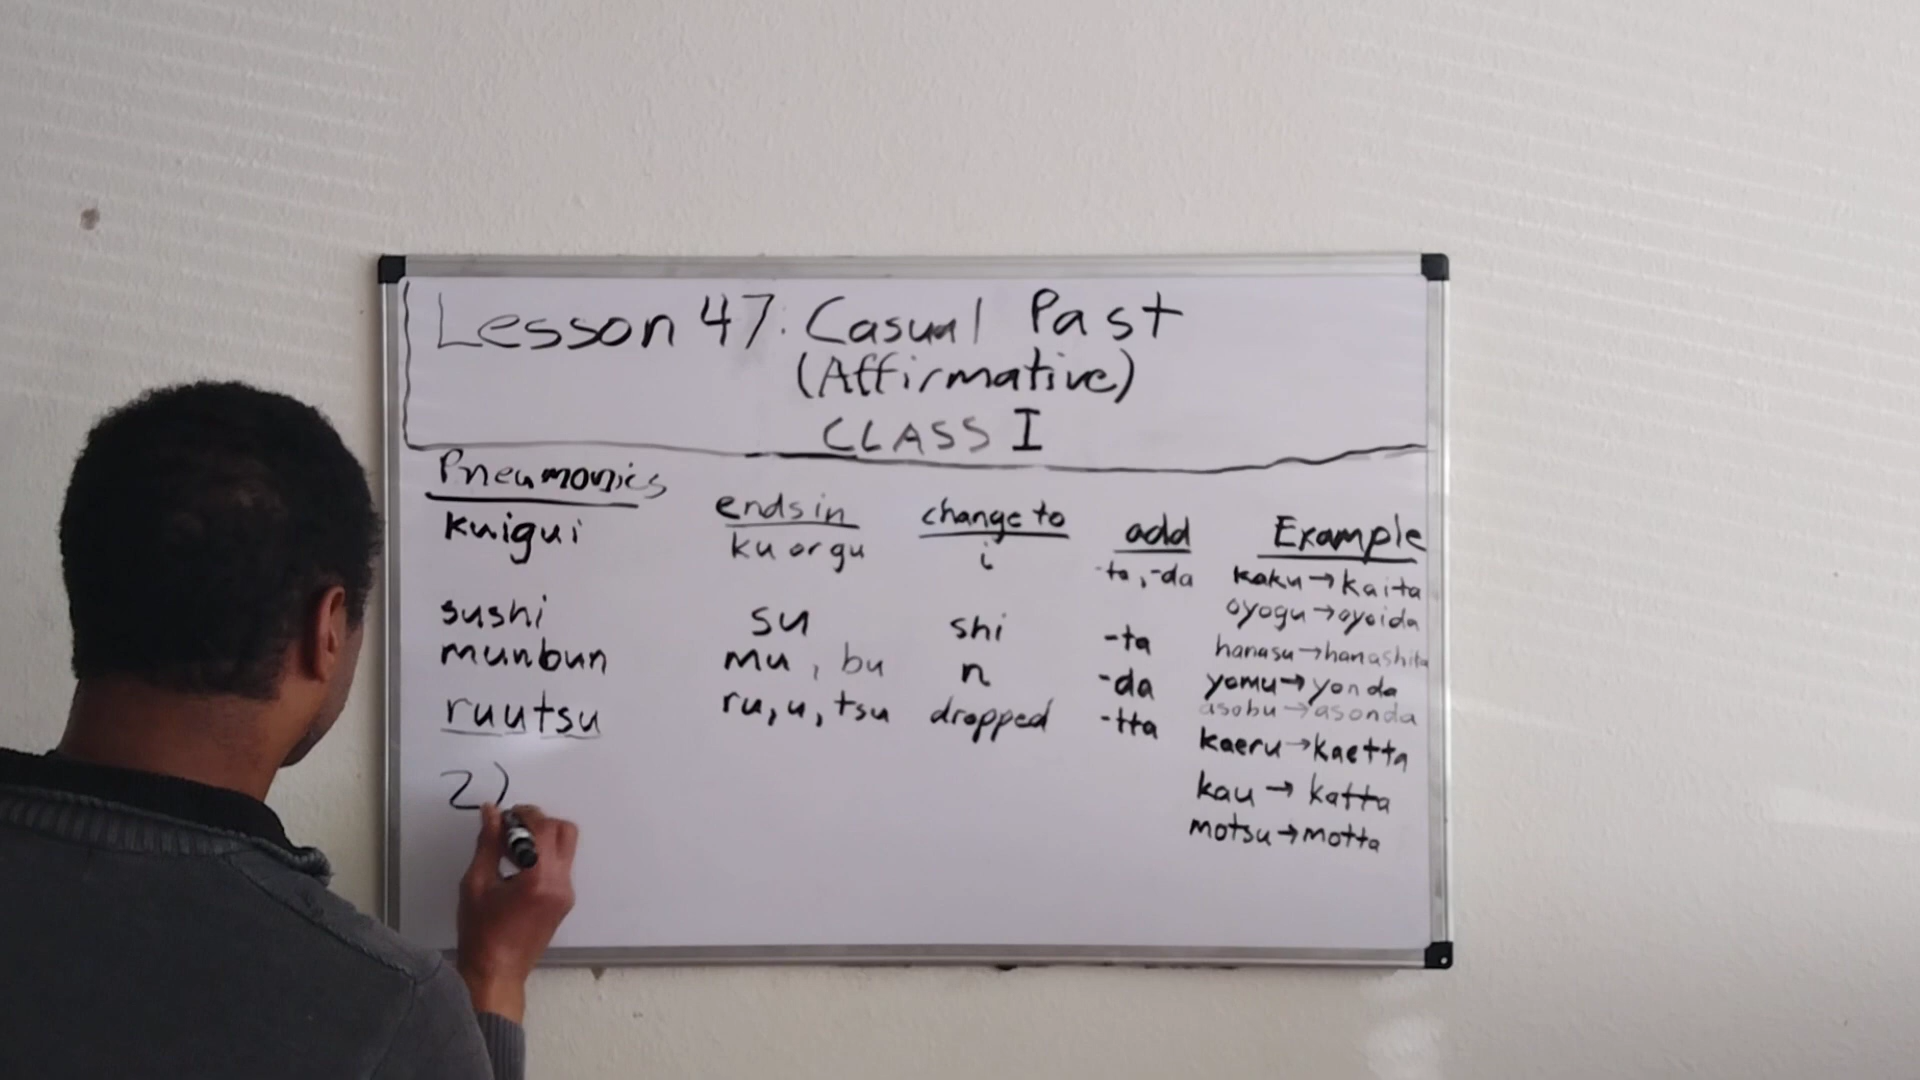 Lesson 47: Casual Past
(Affirmative)
CLASS I
Pneumonics ends in change to add Example
kuigui ku or gu i -ta, -da kaku → kaita
oyogu → oyoida
sushi su shi -ta hanasu → hanashita
munbun mu, bu n -da yomu → yonda
asobu → asonda
ruutsu ru, u, tsu dropped -tta kaeru → kaetta
kau → katta
motsu → motta
2)